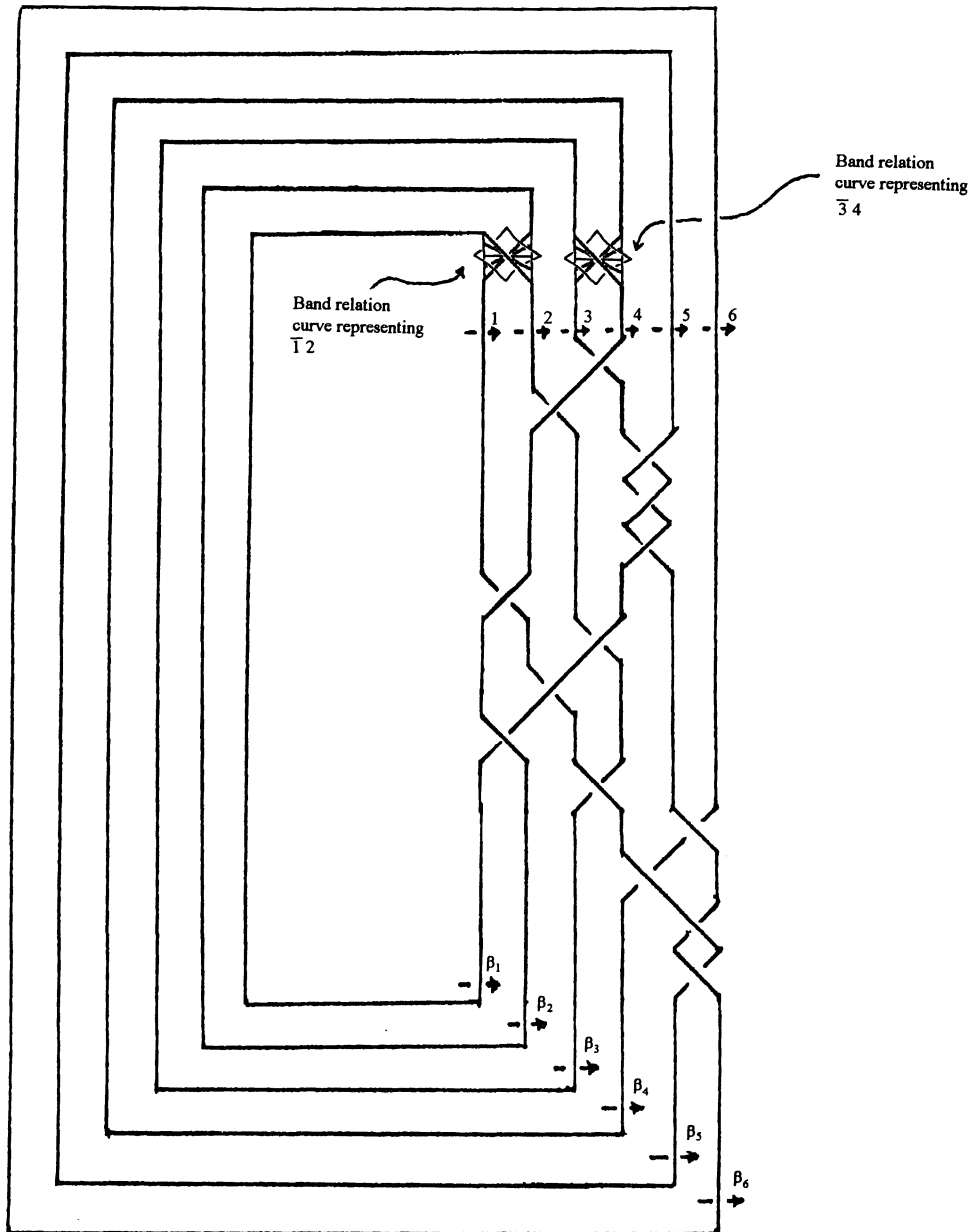 Band relation
curve representing
3̅ 4
Band relation
curve representing
1̅ 2
1 2 3 4 5 6
β₁
β₂
β₃
β₄
β₅
β₆